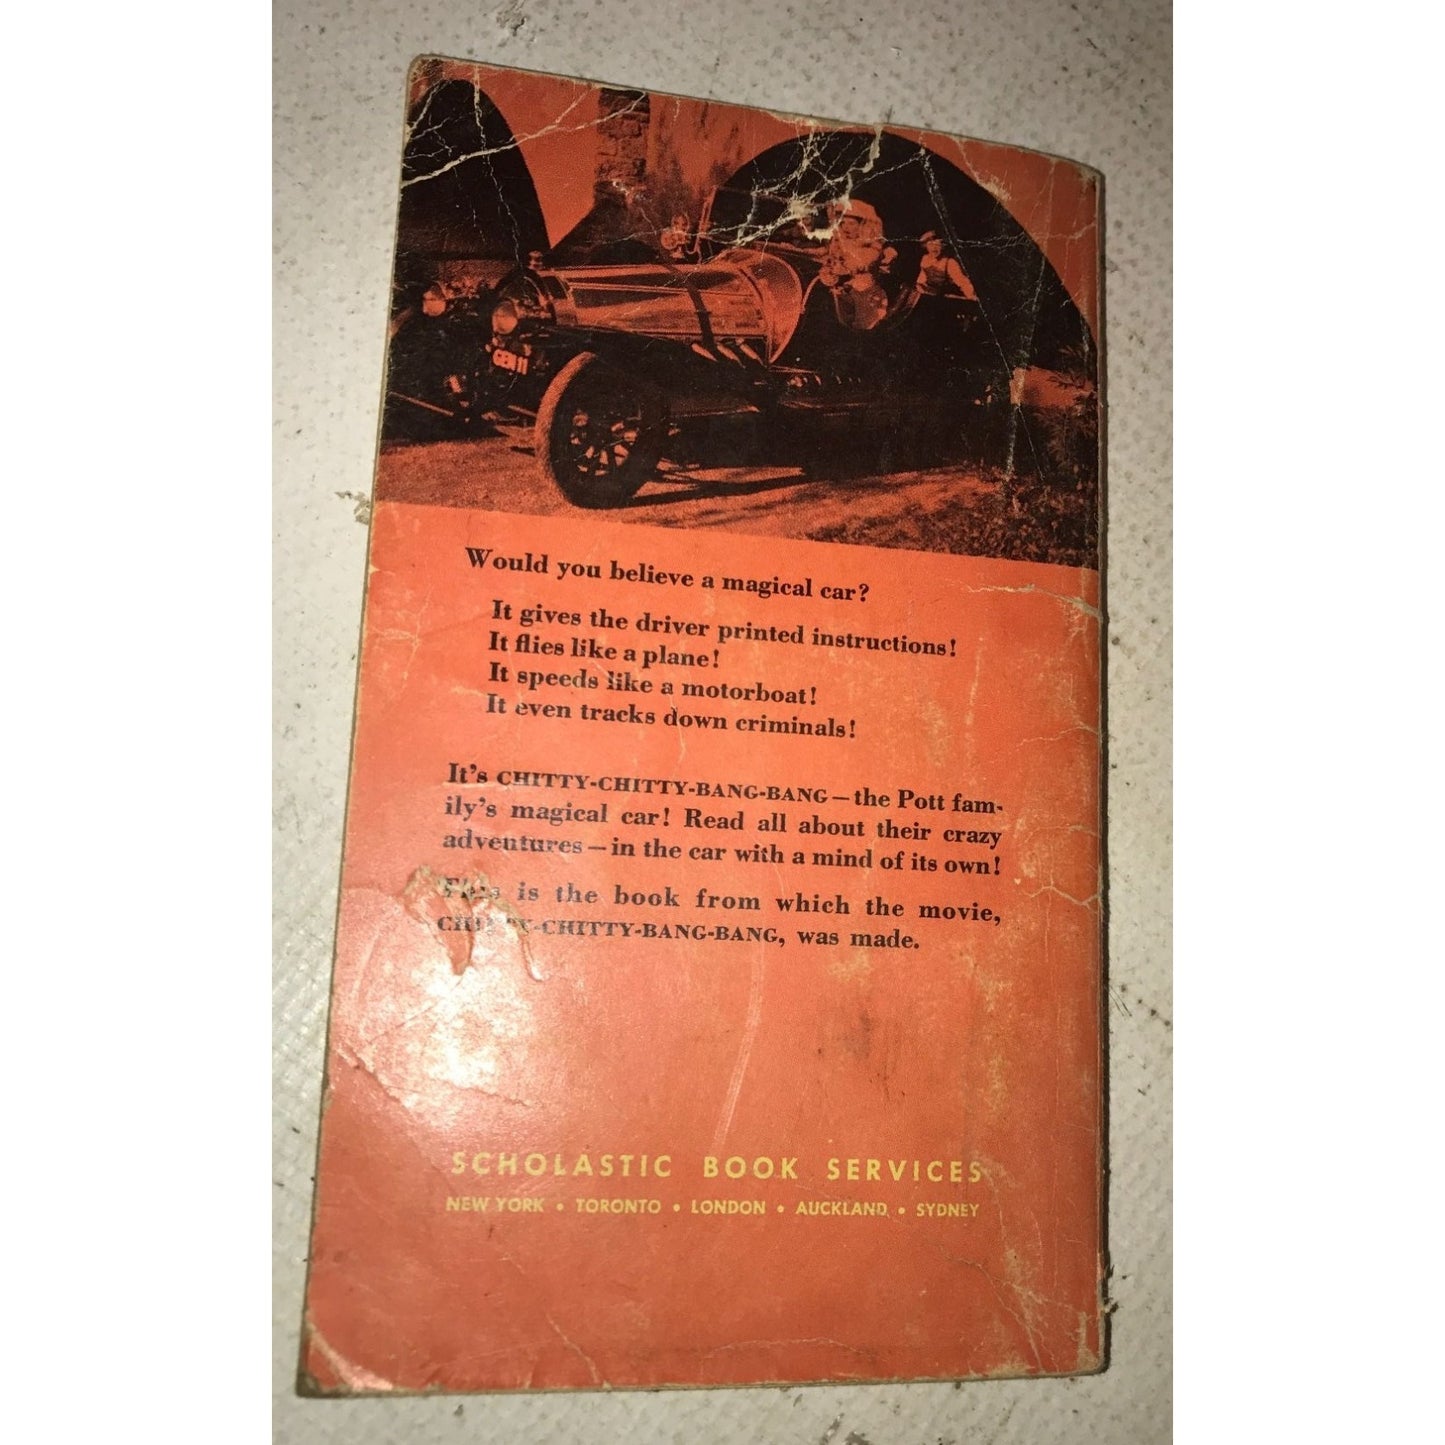 GEN 11
Would you believe a magical car?
It gives the driver printed instructions!
It flies like a plane!
It speeds like a motorboat!
It even tracks down criminals!
It's CHITTY-CHITTY-BANG-BANG—the Pott fam-
ily's magical car! Read all about their crazy
adventures—in the car with a mind of its own!
This is the book from which the movie,
CHITTY-CHITTY-BANG-BANG, was made.
SCHOLASTIC BOOK SERVICES
NEW YORK • TORONTO • LONDON • AUCKLAND • SYDNEY